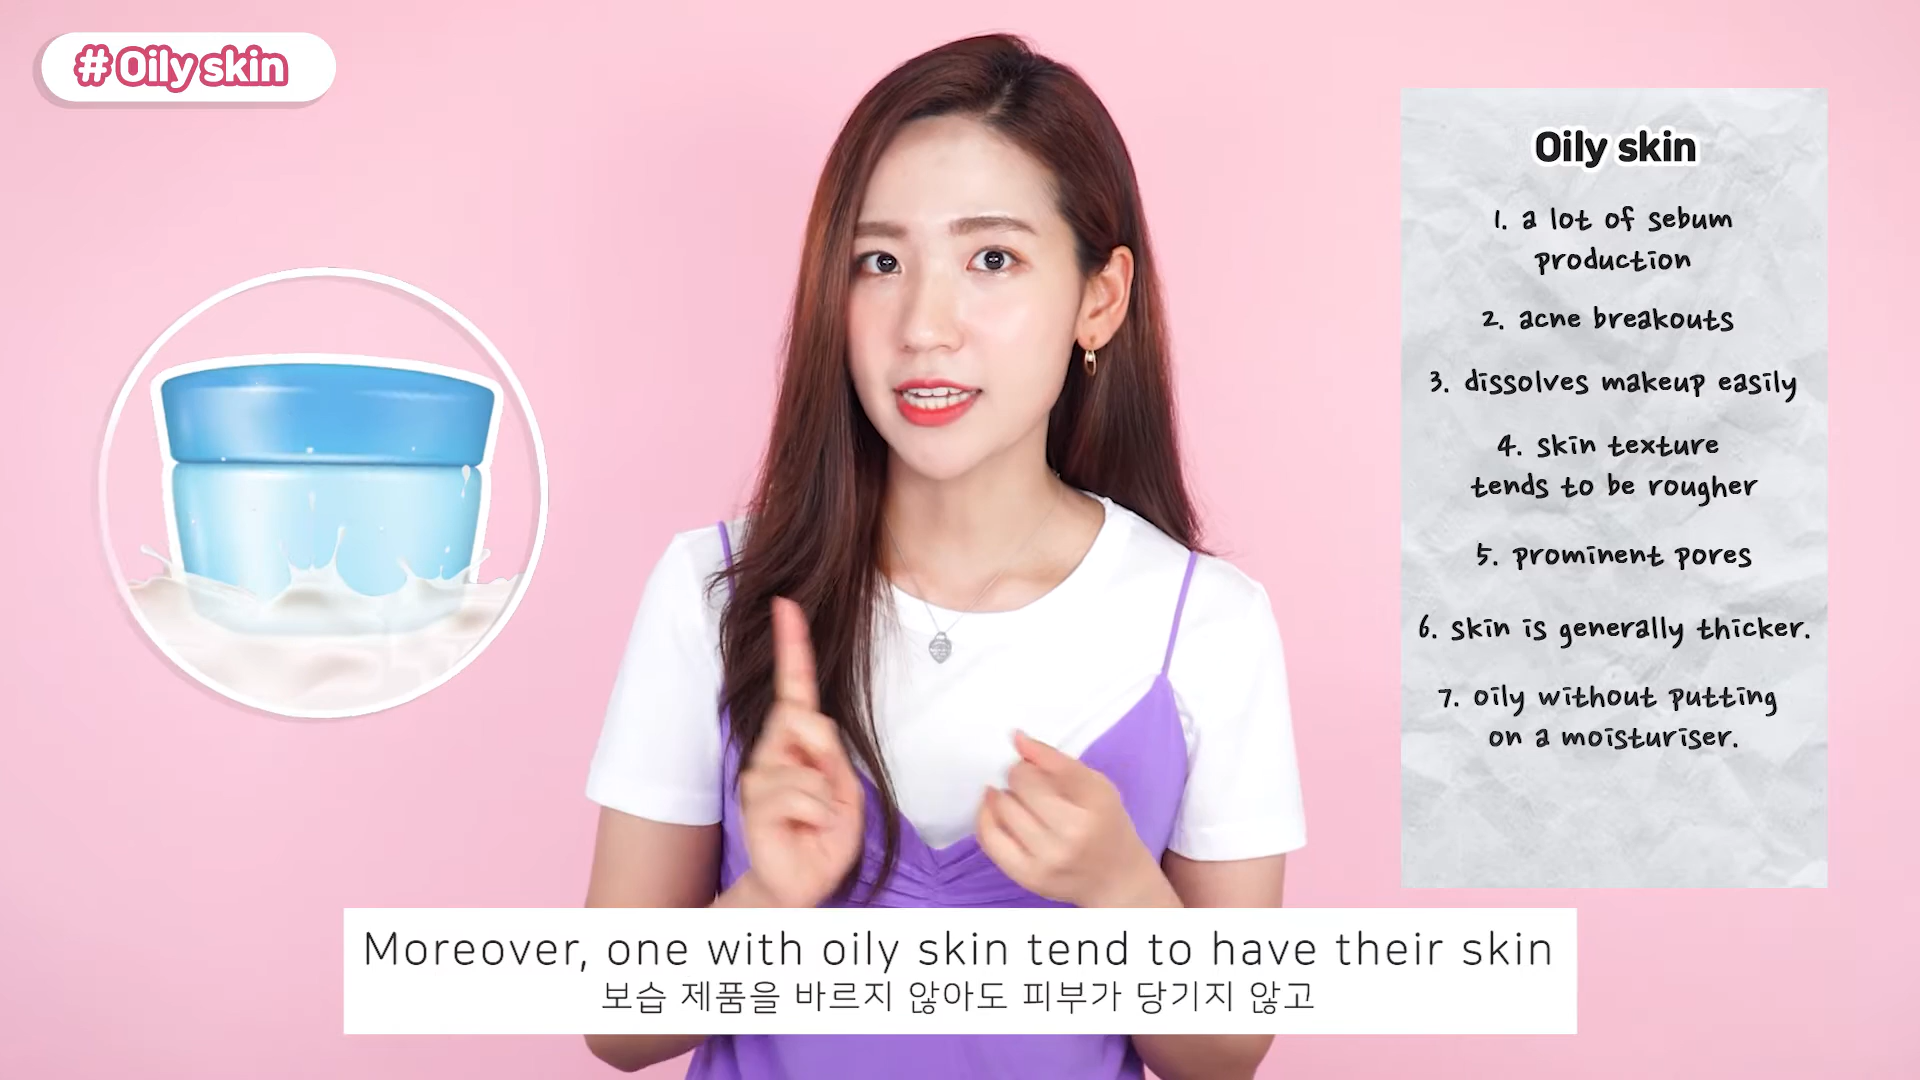 # Oily skin
Oily skin
1. a lot of sebum
production
2. acne breakouts
3. dissolves makeup easily
4. skin texture
tends to be rougher
5. prominent pores
6. skin is generally thicker.
7. oily without putting
on a moisturiser.
Moreover, one with oily skin tend to have their skin
보습 제품을 바르지 않아도 피부가 당기지 않고